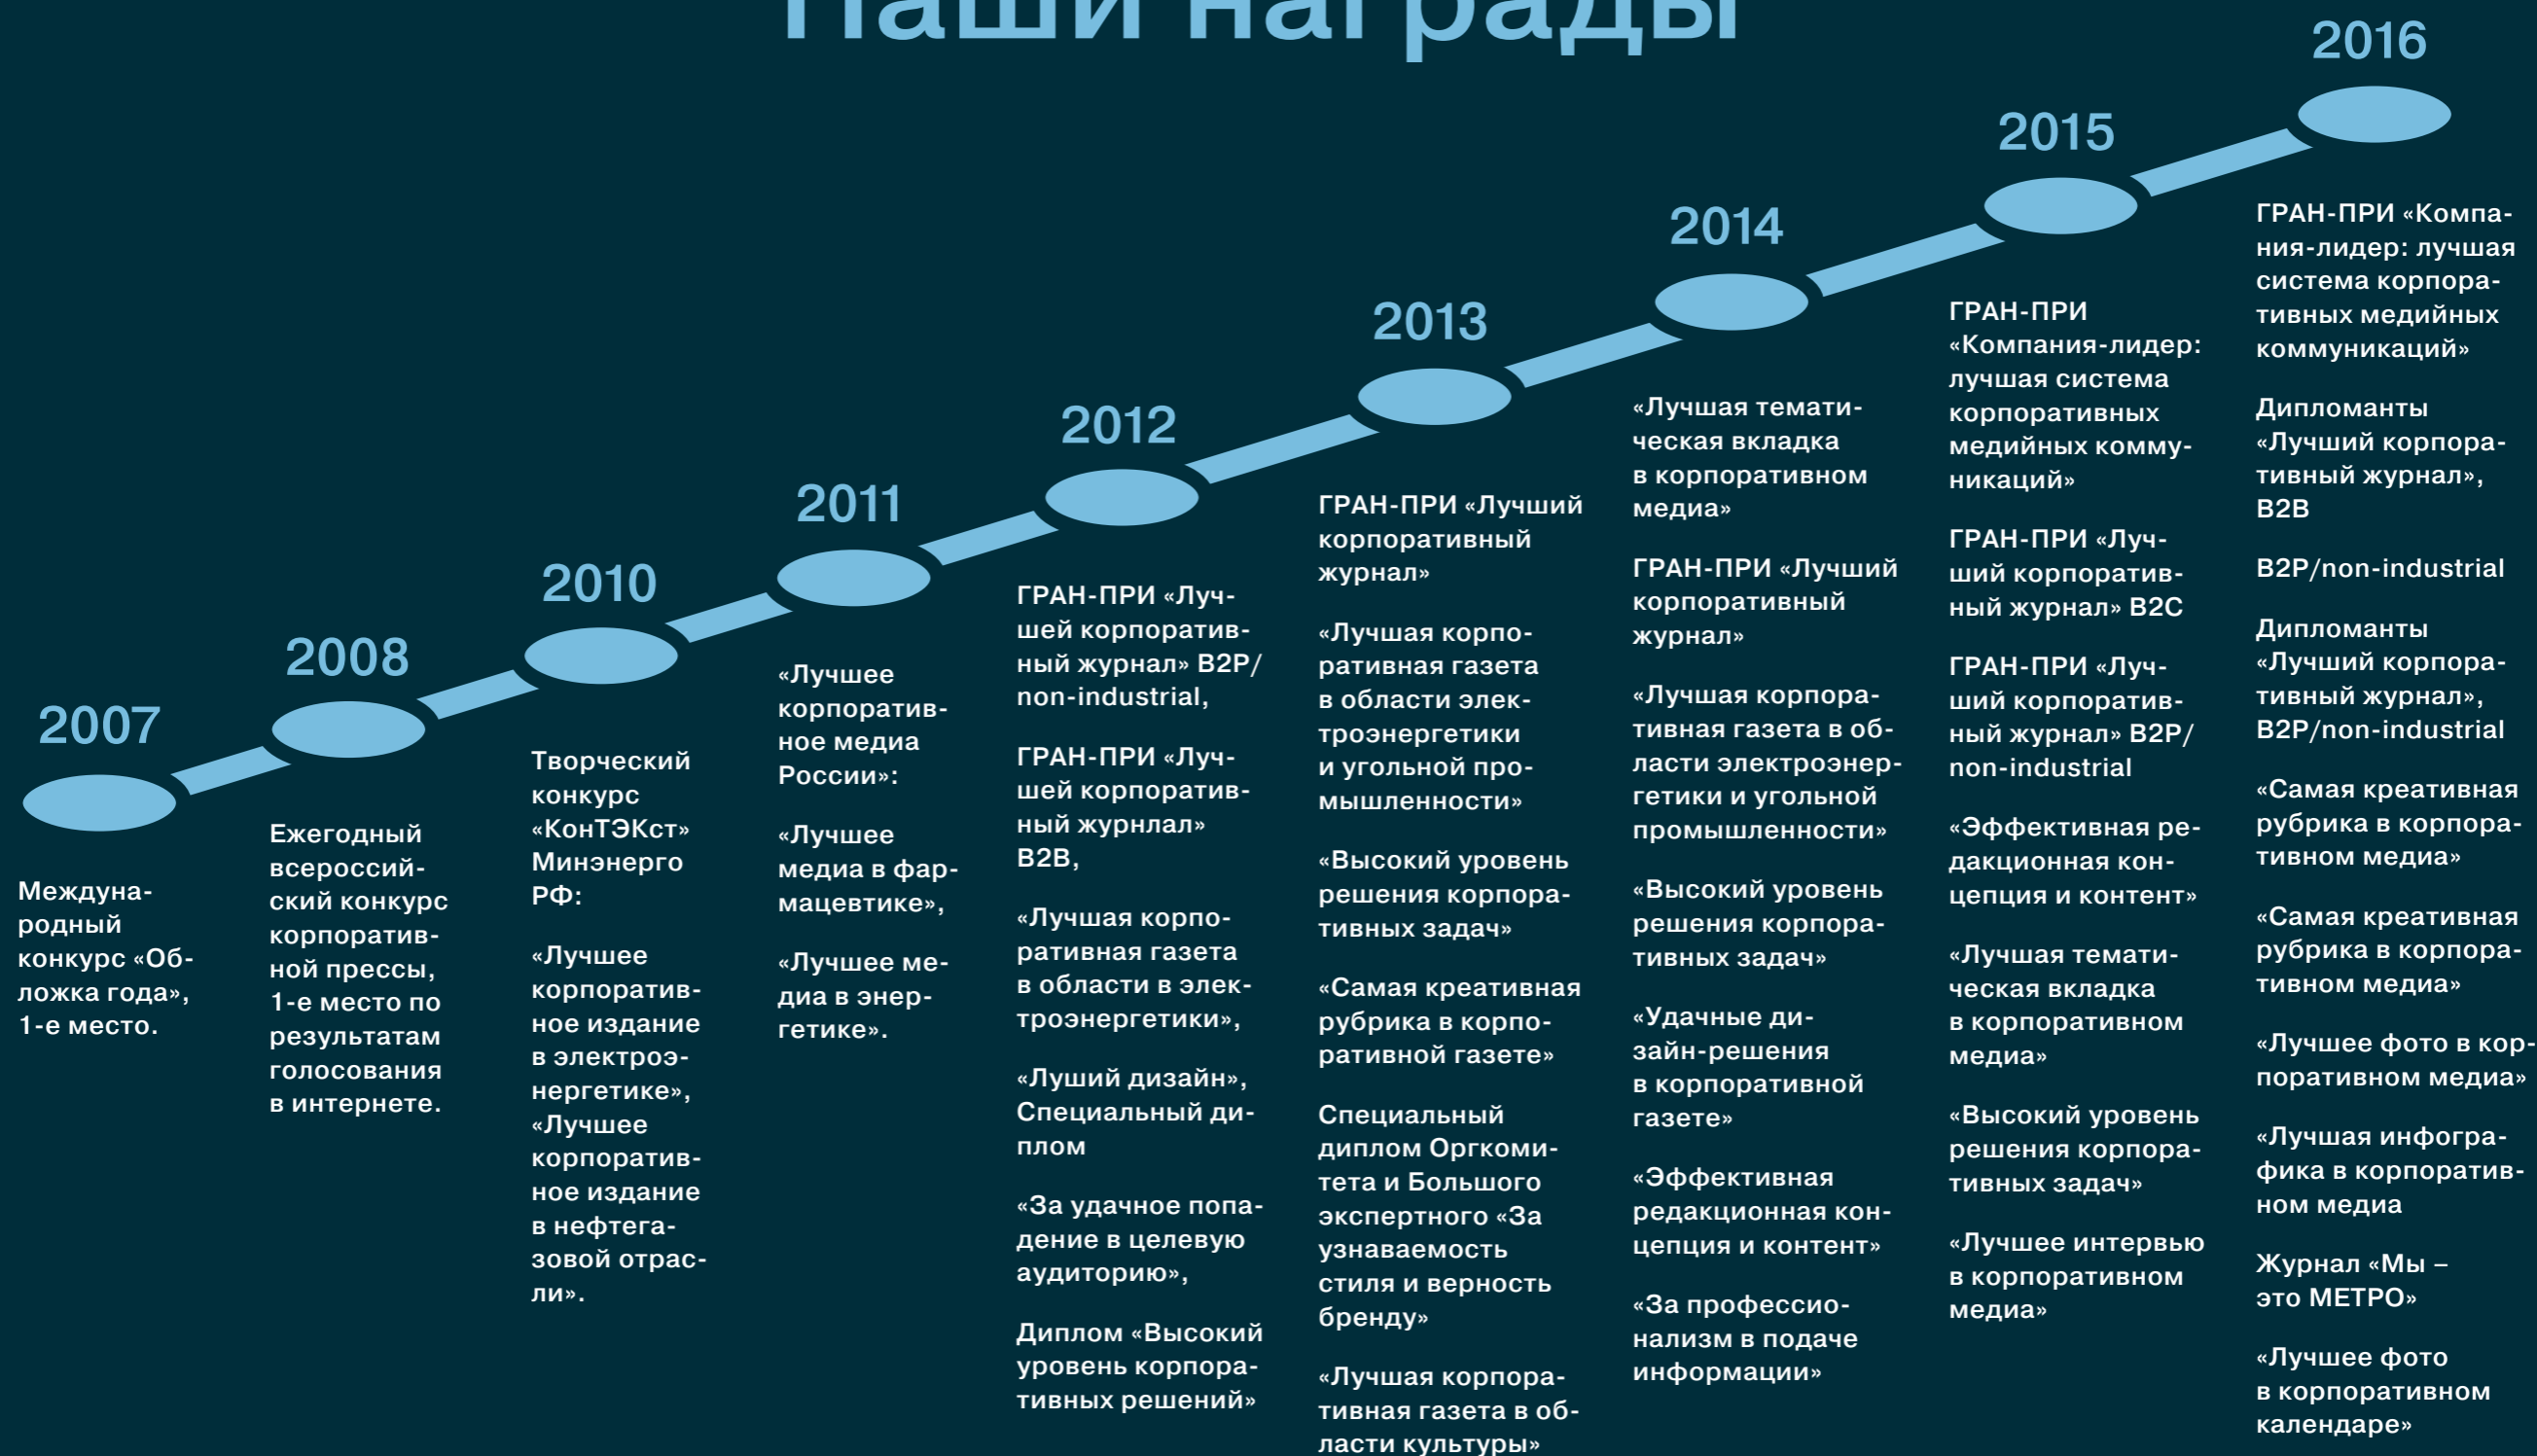 Наши награды
2007
Междуна-
родный
конкурс «Об-
ложка года»,
1-е место.
2008
Ежегодный
всероссий-
ский конкурс
корпоратив-
ной прессы,
1-е место по
результатам
голосования
в интернете.
2010
Творческий
конкурс
«КонТЭКст»
Минэнерго
РФ:
«Лучшее
корпоратив-
ное издание
в электроэ-
нергетике»,
«Лучшее
корпоратив-
ное издание
в нефтега-
зовой отрас-
ли».
2011
«Лучшее
корпоратив-
ное медиа
России»:
«Лучшее
медиа в фар-
мацевтике»,
«Лучшее ме-
диа в энер-
гетике».
2012
ГРАН-ПРИ «Луч-
шей корпоратив-
ный журнал» B2P/
non-industrial,
ГРАН-ПРИ «Луч-
шей корпоратив-
ный журнлал»
B2B,
«Лучшая корпо-
ративная газета
в области в элек-
троэнергетики»,
«Луший дизайн»,
Специальный ди-
плом
«За удачное попа-
дение в целевую
аудиторию»,
Диплом «Высокий
уровень корпора-
тивных решений»
2013
ГРАН-ПРИ «Лучший
корпоративный
журнал»
«Лучшая корпо-
ративная газета
в области элек-
троэнергетики
и угольной про-
мышленности»
«Высокий уровень
решения корпора-
тивных задач»
«Самая креативная
рубрика в корпо-
ративной газете»
Специальный
диплом Оргкоми-
тета и Большого
экспертного «За
узнаваемость
стиля и верность
бренду»
«Лучшая корпора-
тивная газета в об-
ласти культуры»
2014
«Лучшая темати-
ческая вкладка
в корпоративном
медиа»
ГРАН-ПРИ «Лучший
корпоративный
журнал»
«Лучшая корпора-
тивная газета в об-
ласти электроэнер-
гетики и угольной
промышленности»
«Высокий уровень
решения корпора-
тивных задач»
«Удачные ди-
зайн-решения
в корпоративной
газете»
«Эффективная
редакционная кон-
цепция и контент»
«За профессио-
нализм в подаче
информации»
2015
ГРАН-ПРИ
«Компания-лидер:
лучшая система
корпоративных
медийных комму-
никаций»
ГРАН-ПРИ «Луч-
ший корпоратив-
ный журнал» B2C
ГРАН-ПРИ «Луч-
ший корпоратив-
ный журнал» B2P/
non-industrial
«Эффективная ре-
дакционная кон-
цепция и контент»
«Лучшая темати-
ческая вкладка
в корпоративном
медиа»
«Высокий уровень
решения корпора-
тивных задач»
«Лучшее интервью
в корпоративном
медиа»
2016
ГРАН-ПРИ «Компа-
ния-лидер: лучшая
система корпора-
тивных медийных
коммуникаций»
Дипломанты
«Лучший корпора-
тивный журнал»,
B2B
B2P/non-industrial
Дипломанты
«Лучший корпора-
тивный журнал»,
B2P/non-industrial
«Самая креативная
рубрика в корпора-
тивном медиа»
«Самая креативная
рубрика в корпора-
тивном медиа»
«Лучшее фото в кор-
поративном медиа»
«Лучшая инфогра-
фика в корпоратив-
ном медиа
Журнал «Мы –
это МЕТРО»
«Лучшее фото
в корпоративном
календаре»